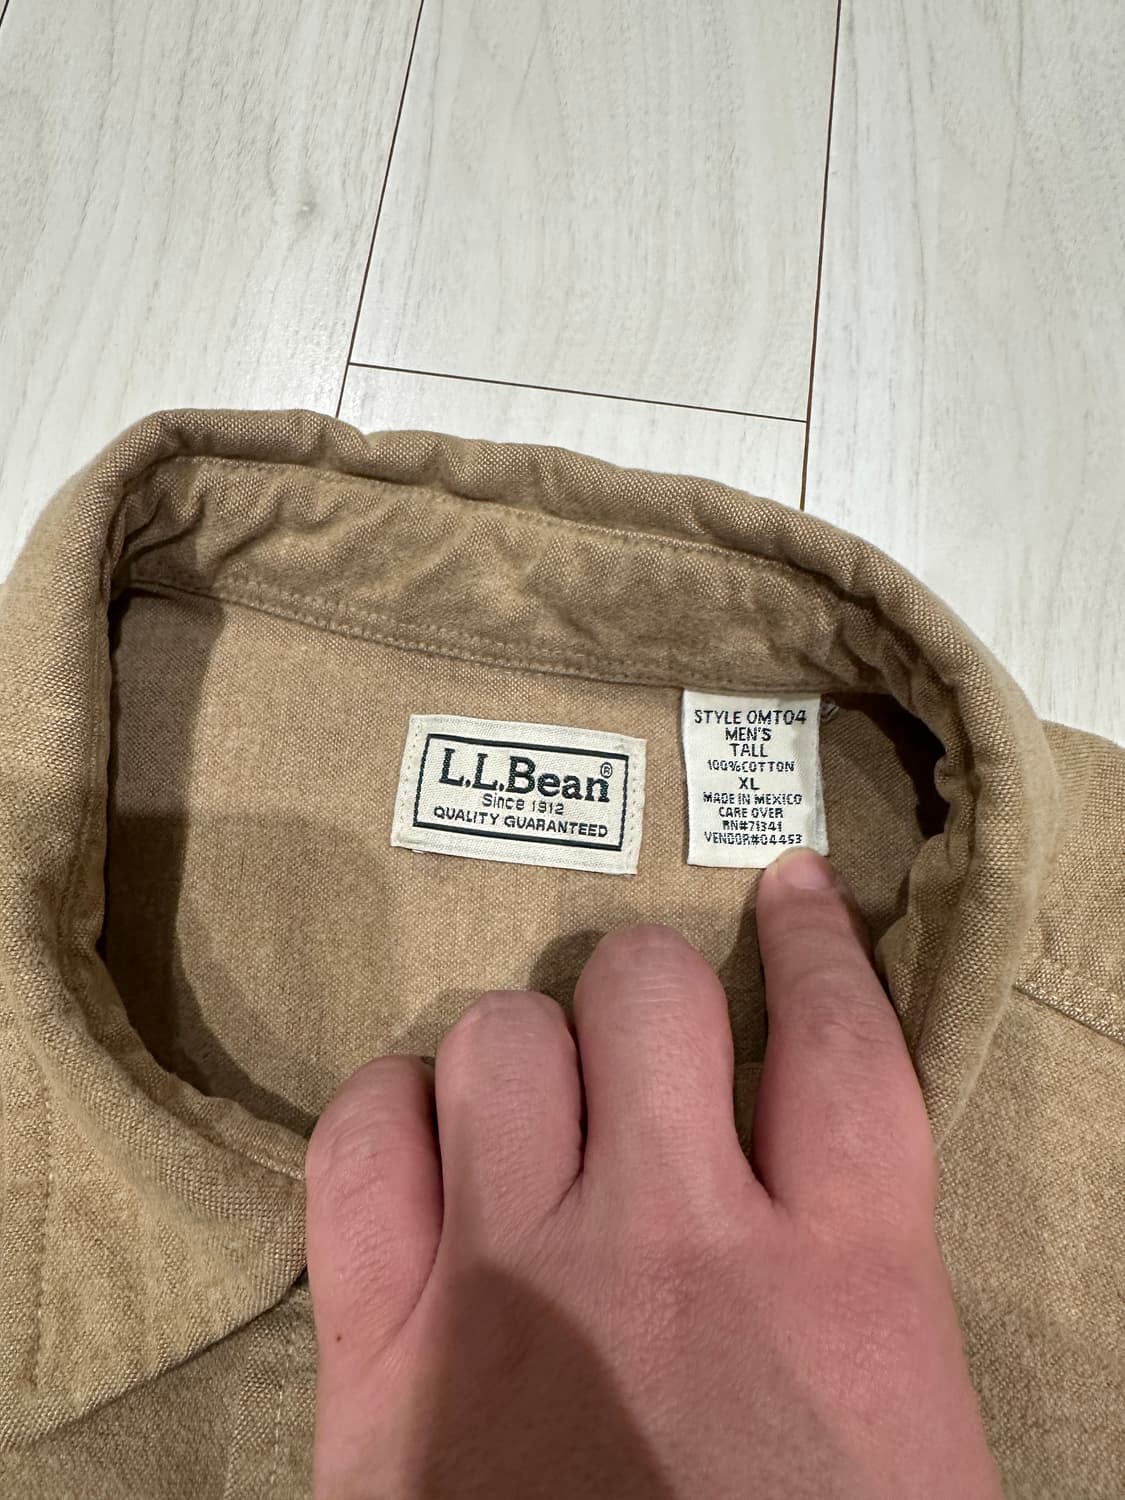 L.L.Bean®
Since 1912
QUALITY GUARANTEED
STYLE OMT04
MEN'S
TALL
100%COTTON
XL
MADE IN MEXICO
CARE OVER
RN#71341
VENDOR#04453